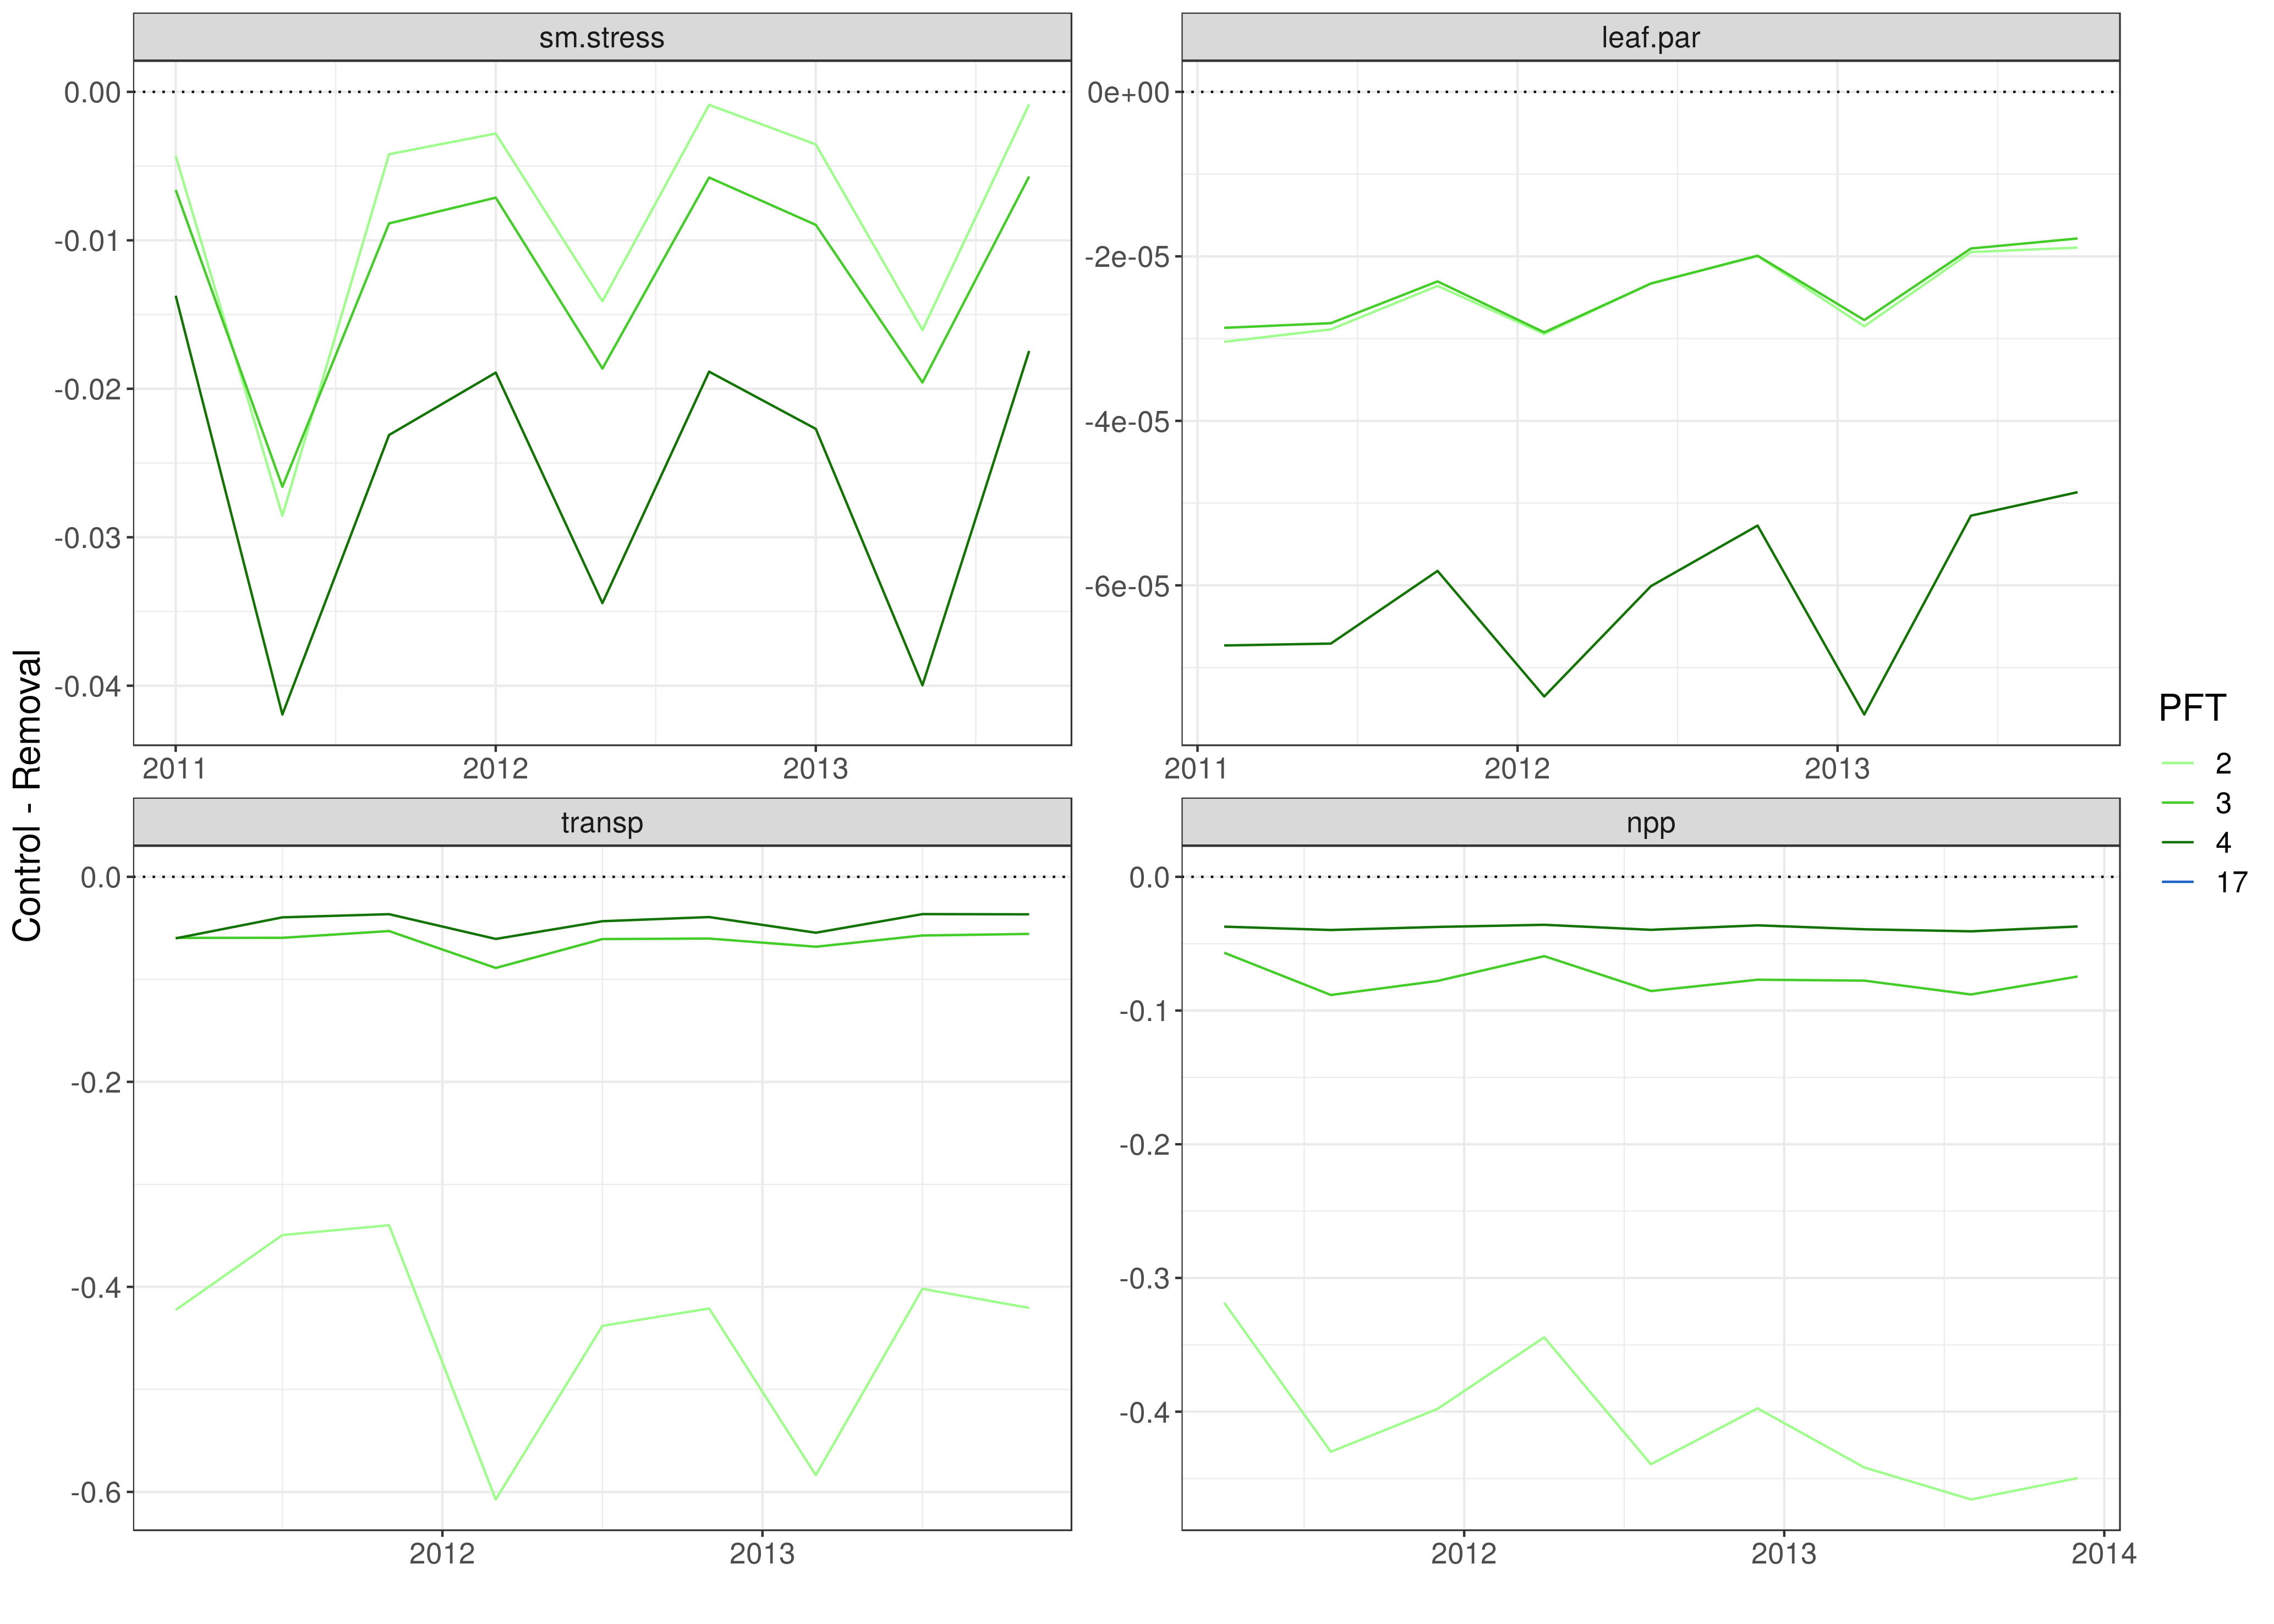 sm.stress
0.00
-0.01
-0.02
-0.03
-0.04
2011 2012 2013
leaf.par
0e+00
-2e-05
-4e-05
-6e-05
2011 2012 2013
transp
0.0
-0.2
-0.4
-0.6
2012 2013
npp
0.0
-0.1
-0.2
-0.3
-0.4
2012 2013 2014
Control - Removal
PFT
2
3
4
17